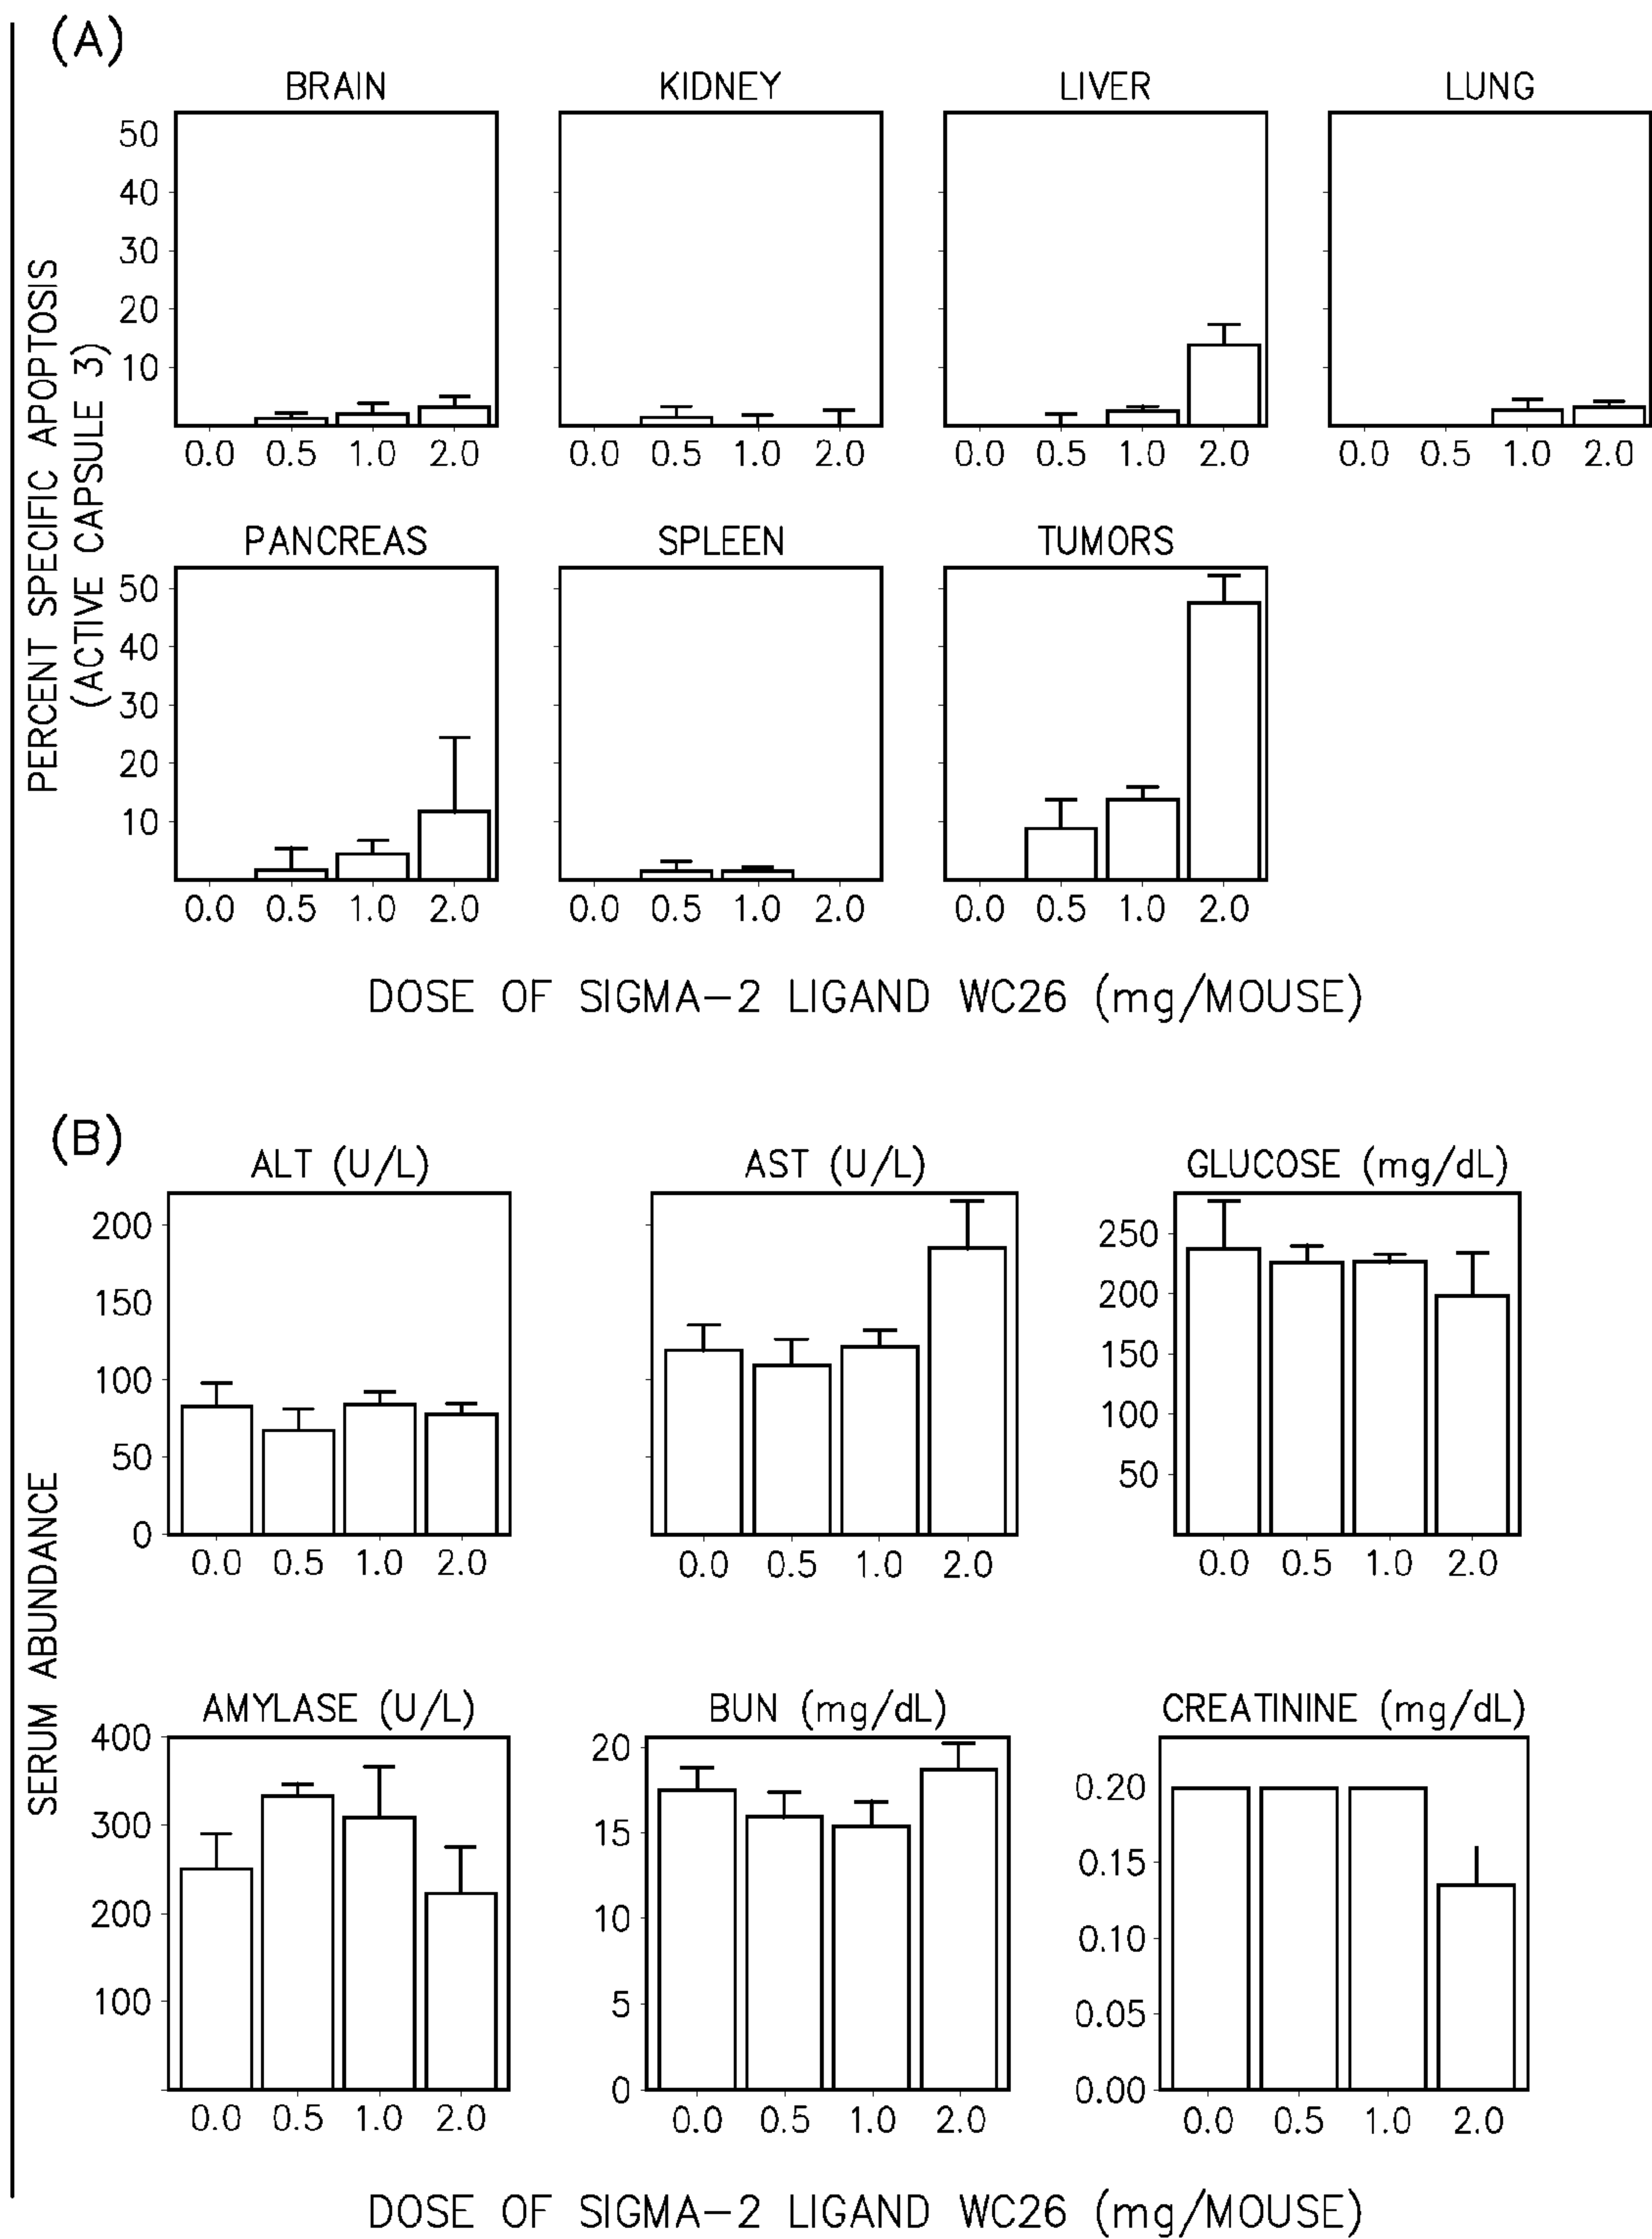 (A)
BRAIN KIDNEY LIVER LUNG
50
40
30
20
10
0.0 0.5 1.0 2.0 0.0 0.5 1.0 2.0 0.0 0.5 1.0 2.0 0.0 0.5 1.0 2.0
PERCENT SPECIFIC APOPTOSIS
(ACTIVE CAPSULE 3)
PANCREAS SPLEEN TUMORS
50
40
30
20
10
0.0 0.5 1.0 2.0 0.0 0.5 1.0 2.0 0.0 0.5 1.0 2.0
DOSE OF SIGMA-2 LIGAND WC26 (mg/MOUSE)
(B)
ALT (U/L) AST (U/L) GLUCOSE (mg/dL)
200
150
100
50
0
250
200
150
100
50
0.0 0.5 1.0 2.0 0.0 0.5 1.0 2.0 0.0 0.5 1.0 2.0
SERUM ABUNDANCE
AMYLASE (U/L) BUN (mg/dL) CREATININE (mg/dL)
400
300
200
100
20
15
10
5
0
0.20
0.15
0.10
0.05
0.00
0.0 0.5 1.0 2.0 0.0 0.5 1.0 2.0 0.0 0.5 1.0 2.0
DOSE OF SIGMA-2 LIGAND WC26 (mg/MOUSE)